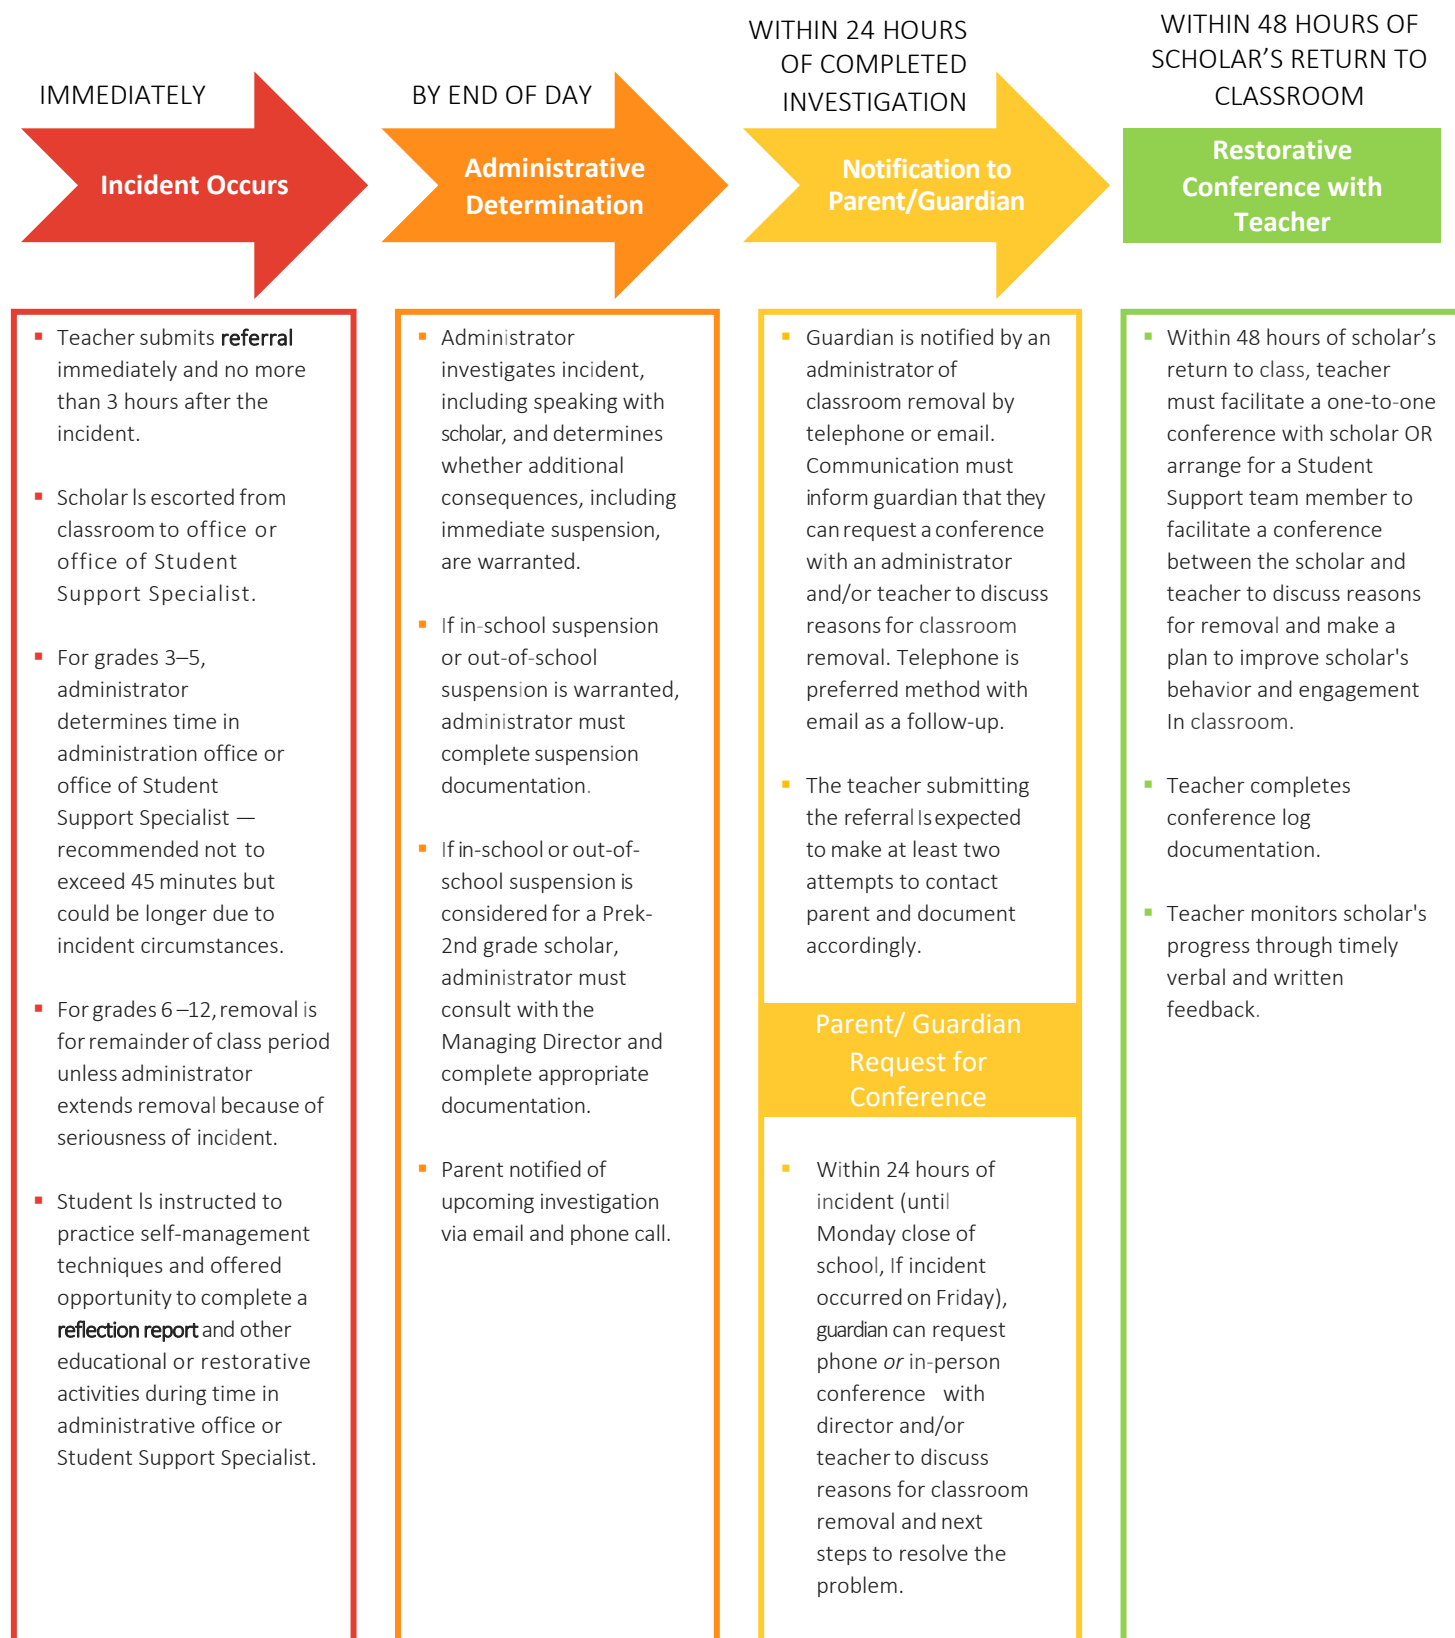 IMMEDIATELY
Incident Occurs
▪ Teacher submits referral
immediately and no more
than 3 hours after the
incident.
▪ Scholar ls escorted from
classroom to office or
office of Student
Support Specialist.
▪ For grades 3–5,
administrator
determines time in
administration office or
office of Student
Support Specialist —
recommended not to
exceed 45 minutes but
could be longer due to
incident circumstances.
▪ For grades 6 –12, removal is
for remainder of class period
unless administrator
extends removal because of
seriousness of incident.
▪ Student ls instructed to
practice self-management
techniques and offered
opportunity to complete a
reflection report and other
educational or restorative
activities during time in
administrative office or
Student Support Specialist.
BY END OF DAY
Administrative
Determination
▪ Administrator
investigates incident,
including speaking with
scholar, and determines
whether additional
consequences, including
immediate suspension,
are warranted.
▪ If in-school suspension
or out-of-school
suspension is warranted,
administrator must
complete suspension
documentation.
▪ If in-school or out-of-
school suspension is
considered for a Prek-
2nd grade scholar,
administrator must
consult with the
Managing Director and
complete appropriate
documentation.
▪ Parent notified of
upcoming investigation
via email and phone call.
WITHIN 24 HOURS
OF COMPLETED
INVESTIGATION
Notification to
Parent/Guardian
▪ Guardian is notified by an
administrator of
classroom removal by
telephone or email.
Communication must
inform guardian that they
can request a conference
with an administrator
and/or teacher to discuss
reasons for classroom
removal. Telephone is
preferred method with
email as a follow-up.
▪ The teacher submitting
the referral Is expected
to make at least two
attempts to contact
parent and document
accordingly.
Parent/ Guardian
Request for
Conference
▪ Within 24 hours of
incident (until
Monday close of
school, If incident
occurred on Friday),
guardian can request
phone or in-person
conference with
director and/or
teacher to discuss
reasons for classroom
removal and next
steps to resolve the
problem.
WITHIN 48 HOURS OF
SCHOLAR’S RETURN TO
CLASSROOM
Restorative
Conference with
Teacher
▪ Within 48 hours of scholar’s
return to class, teacher
must facilitate a one-to-one
conference with scholar OR
arrange for a Student
Support team member to
facilitate a conference
between the scholar and
teacher to discuss reasons
for removal and make a
plan to improve scholar's
behavior and engagement
In classroom.
▪ Teacher completes
conference log
documentation.
▪ Teacher monitors scholar's
progress through timely
verbal and written
feedback.